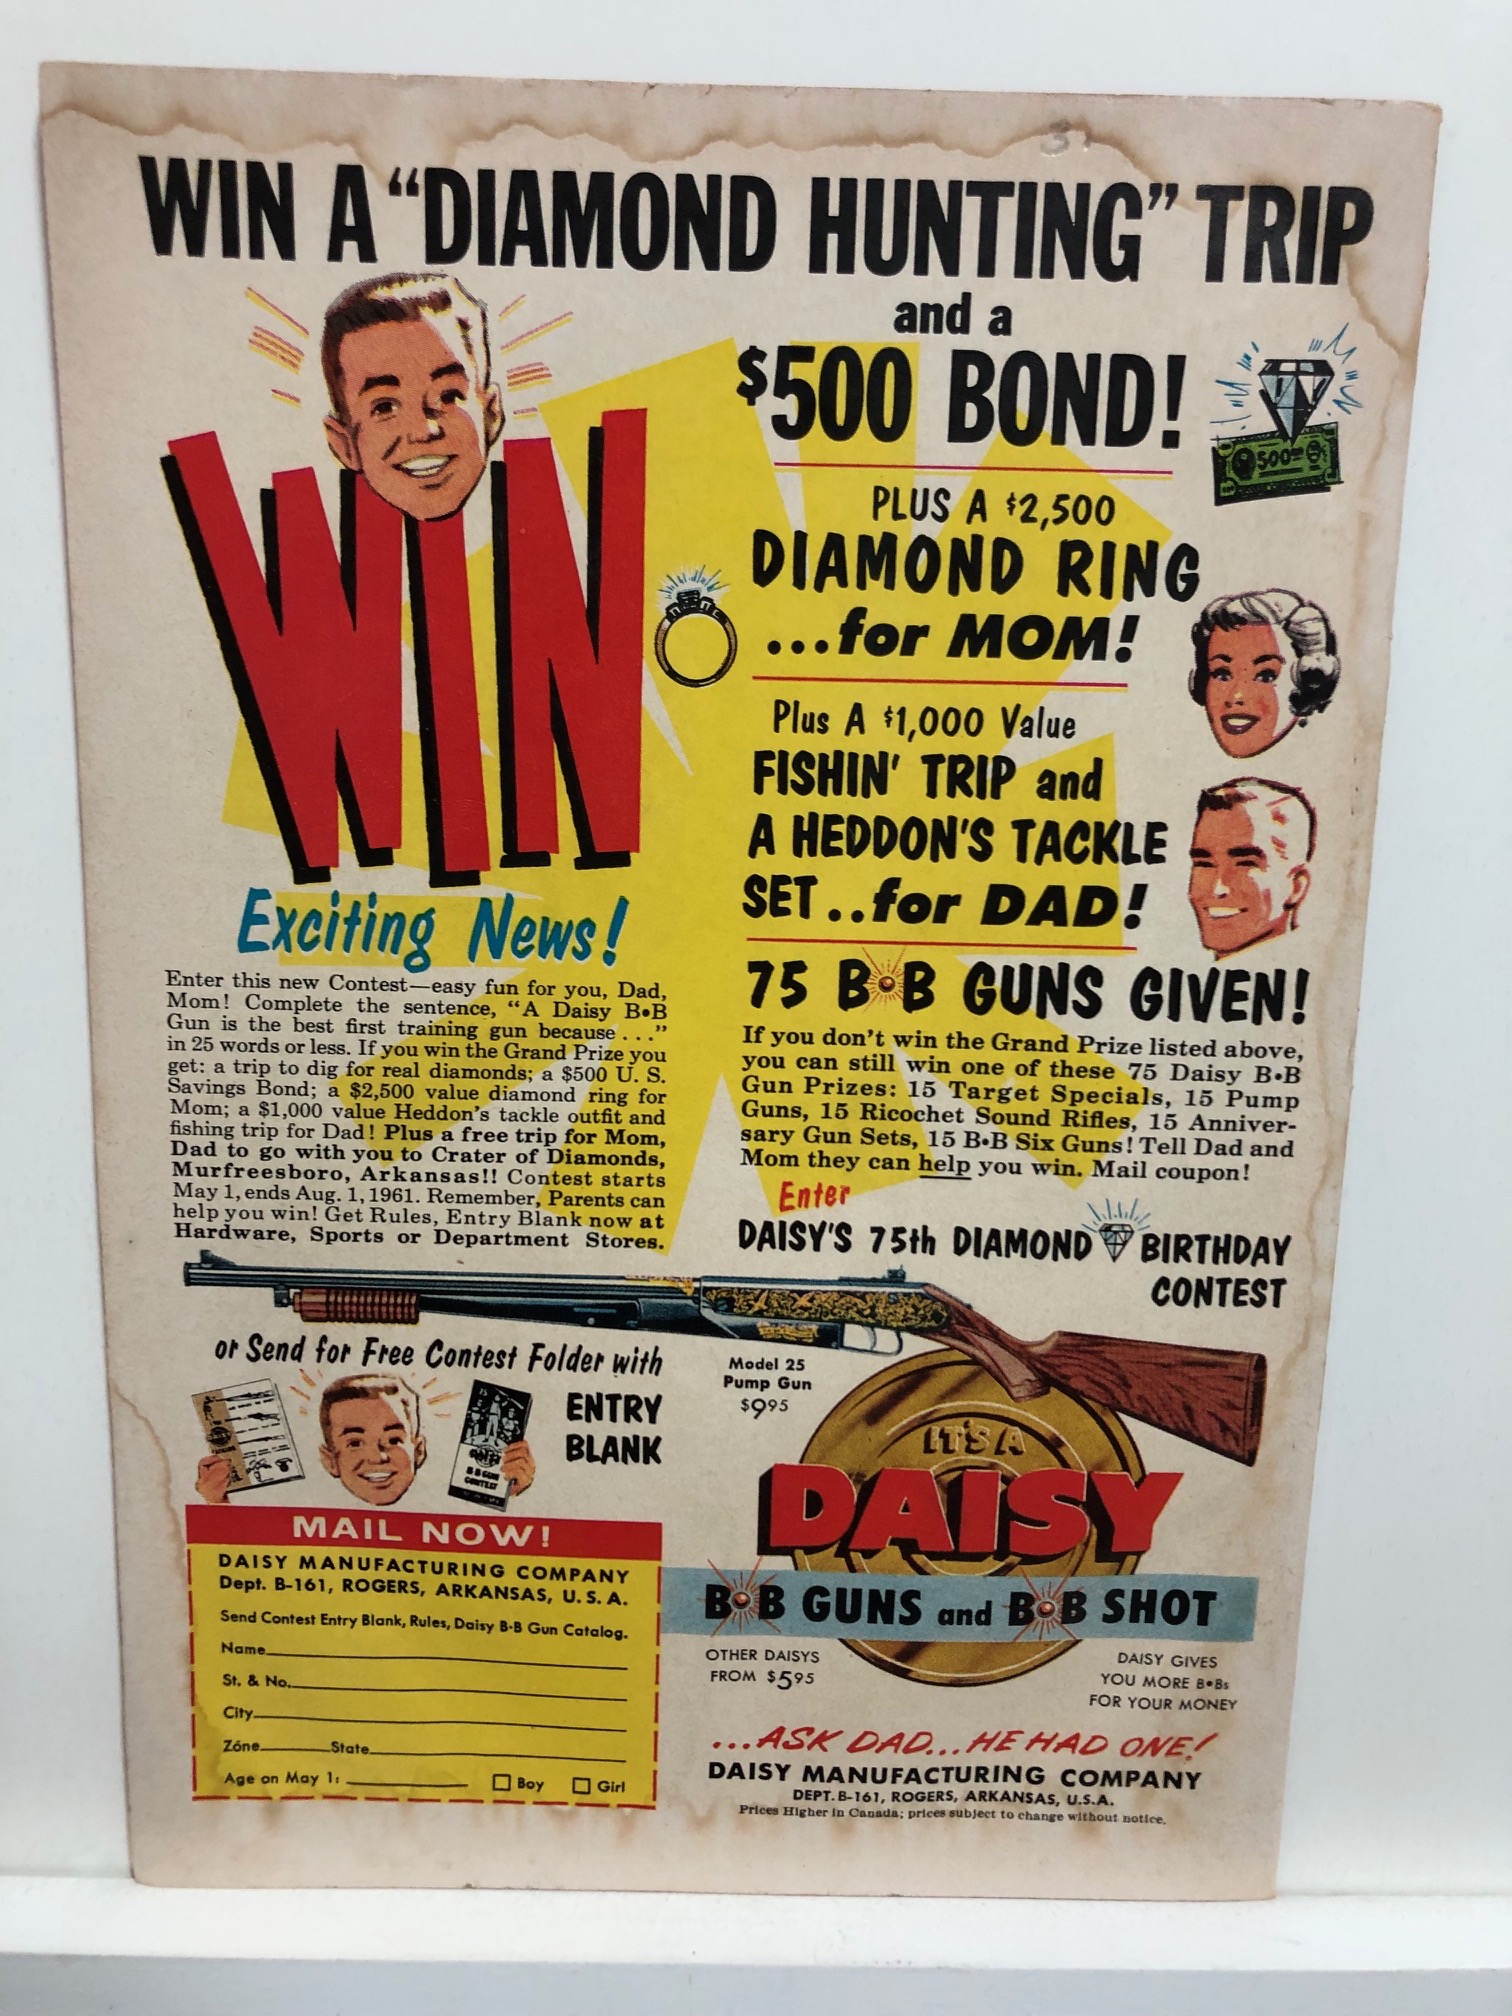 WIN A "DIAMOND HUNTING" TRIP
and a
$500 BOND!
500
PLUS A $2,500
DIAMOND RING
...for MOM!
Plus A $1,000 Value
FISHIN' TRIP and
A HEDDON'S TACKLE
SET..for DAD!
WIN
Exciting News!
Enter this new Contest—easy fun for you, Dad,
Mom! Complete the sentence, "A Daisy B•B
Gun is the best first training gun because . . ."
in 25 words or less. If you win the Grand Prize you
get: a trip to dig for real diamonds; a $500 U. S.
Savings Bond; a $2,500 value diamond ring for
Mom; a $1,000 value Heddon's tackle outfit and
fishing trip for Dad! Plus a free trip for Mom,
Dad to go with you to Crater of Diamonds,
Murfreesboro, Arkansas!! Contest starts
May 1, ends Aug. 1, 1961. Remember, Parents can
help you win! Get Rules, Entry Blank now at
Hardware, Sports or Department Stores.
75 B•B GUNS GIVEN!
If you don't win the Grand Prize listed above,
you can still win one of these 75 Daisy B•B
Gun Prizes: 15 Target Specials, 15 Pump
Guns, 15 Ricochet Sound Rifles, 15 Anniver-
sary Gun Sets, 15 B•B Six Guns! Tell Dad and
Mom they can help you win. Mail coupon!
Enter
DAISY'S 75th DIAMOND BIRTHDAY
CONTEST
or Send for Free Contest Folder with
ENTRY
BLANK
75
B•B GUN
CONTEST
Model 25
Pump Gun
$9.95
IT'S A
DAISY
B•B GUNS and B•B SHOT
OTHER DAISYS
FROM $5.95
DAISY GIVES
YOU MORE B•Bs
FOR YOUR MONEY
...ASK DAD...HE HAD ONE!
DAISY MANUFACTURING COMPANY
DEPT. B-161, ROGERS, ARKANSAS, U.S.A.
Prices Higher in Canada; prices subject to change without notice.
MAIL NOW!
DAISY MANUFACTURING COMPANY
Dept. B-161, ROGERS, ARKANSAS, U. S. A.
Send Contest Entry Blank, Rules, Daisy B•B Gun Catalog.
Name
St. & No.
City
Zone State
Age on May 1: Boy Girl